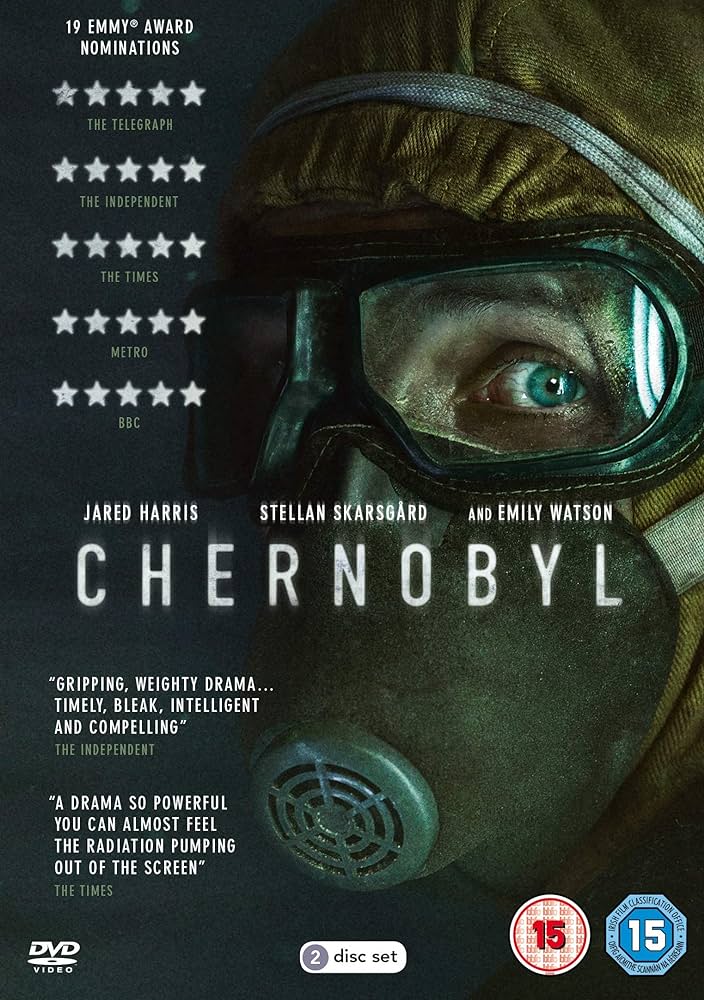 19 EMMY® AWARD
NOMINATIONS
THE TELEGRAPH
THE INDEPENDENT
THE TIMES
METRO
BBC
JARED HARRIS STELLAN SKARSGÅRD AND EMILY WATSON
CHERNOBYL
“GRIPPING, WEIGHTY DRAMA...
TIMELY, BLEAK, INTELLIGENT
AND COMPELLING”
THE INDEPENDENT
“A DRAMA SO POWERFUL
YOU CAN ALMOST FEEL
THE RADIATION PUMPING
OUT OF THE SCREEN”
THE TIMES
DVD
VIDEO
2 disc set
15
IRISH FILM CLASSIFICATION OFFICE
15